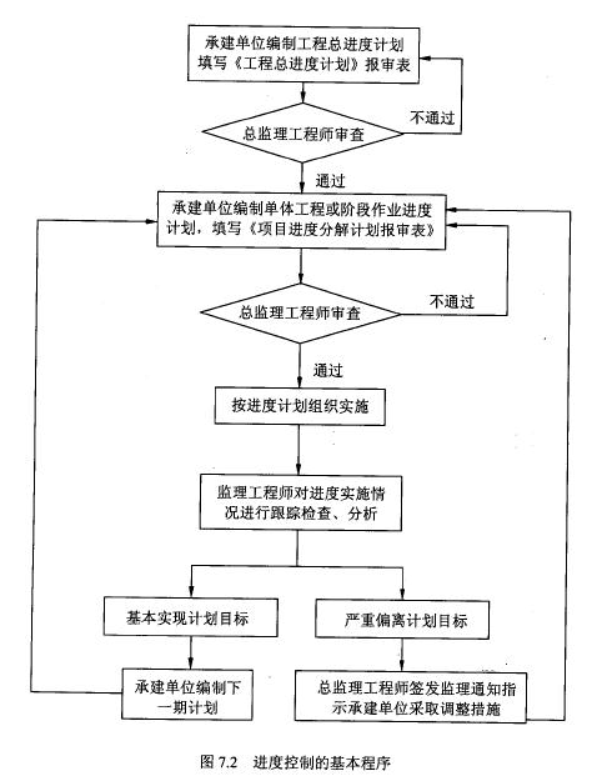 承建单位编制工程总进度计划
填写《工程总进度计划》报审表
不通过
总监理工程师审查
通过
承建单位编制单体工程或阶段作业进度
计划，填写《项目进度分解计划报审表》
不通过
总监理工程师审查
通过
按进度计划组织实施
监理工程师对进度实施情
况进行跟踪检查、分析
基本实现计划目标
严重偏离计划目标
承建单位编制下
一期计划
总监理工程师签发监理通知指
示承建单位采取调整措施
图 7.2 进度控制的基本程序